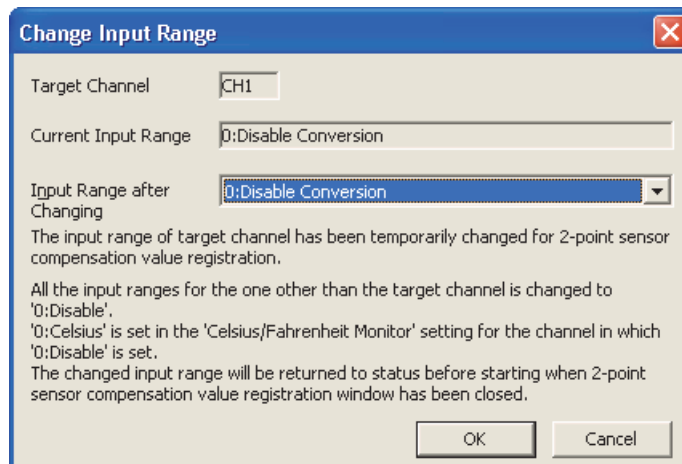 Change Input Range
Target Channel CH1
Current Input Range 0:Disable Conversion
Input Range after Changing 0:Disable Conversion
The input range of target channel has been temporarily changed for 2-point sensor
compensation value registration.
All the input ranges for the one other than the target channel is changed to
'0:Disable'.
'0:Celsius' is set in the 'Celsius/Fahrenheit Monitor' setting for the channel in which
'0:Disable' is set.
The changed input range will be returned to status before starting when 2-point
sensor compensation value registration window has been closed.
OK Cancel